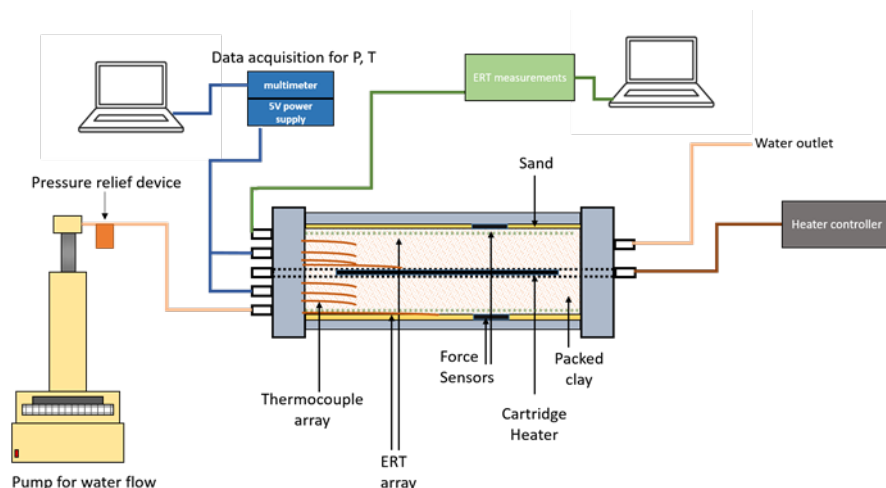 Data acquisition for P, T
multimeter
5V power
supply
ERT measurements
Water outlet
Pressure relief device
Sand
Heater controller
Force
Sensors
Packed
clay
Thermocouple
array
Cartridge
Heater
ERT
array
Pump for water flow